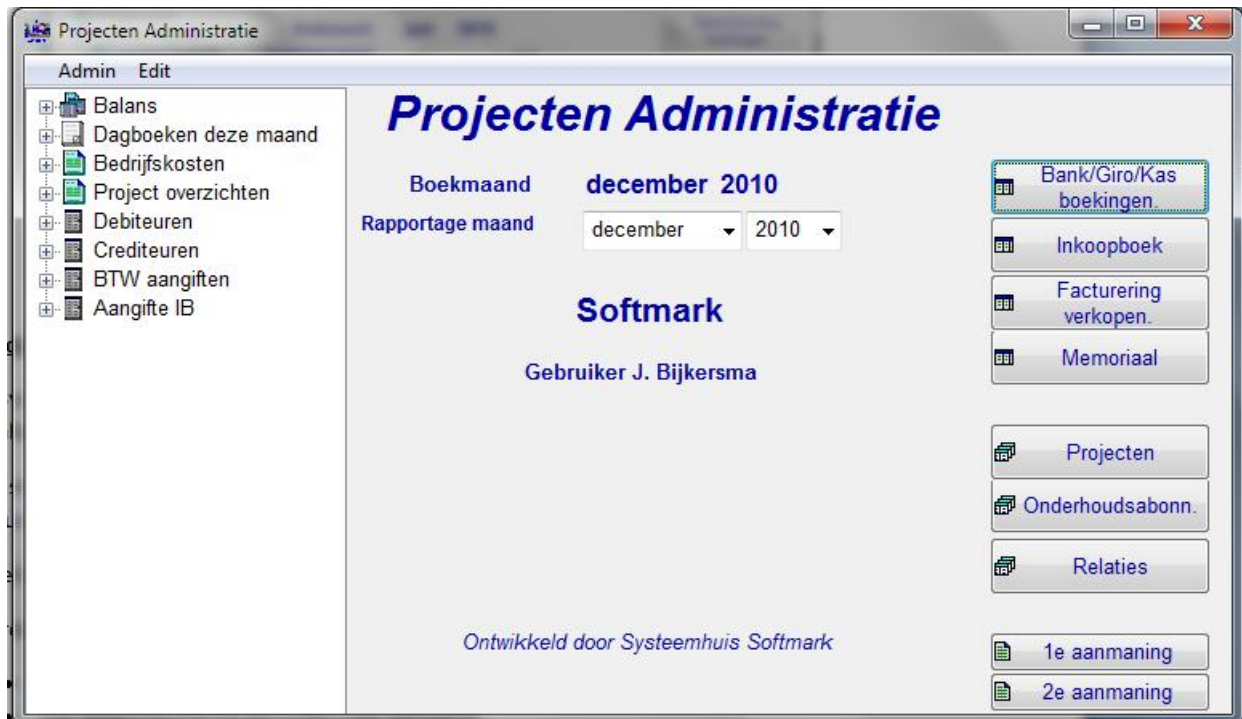 Projecten Administratie
Admin Edit
Balans
Dagboeken deze maand
Bedrijfskosten
Project overzichten
Debiteuren
Crediteuren
BTW aangiften
Aangifte IB
Projecten Administratie
Boekmaand december 2010
Rapportage maand december 2010
Softmark
Gebruiker J. Bijkersma
Ontwikkeld door Systeemhuis Softmark
Bank/Giro/Kas
boekingen.
Inkoopboek
Facturering
verkopen.
Memoriaal
Projecten
Onderhoudsabonn.
Relaties
1e aanmaning
2e aanmaning